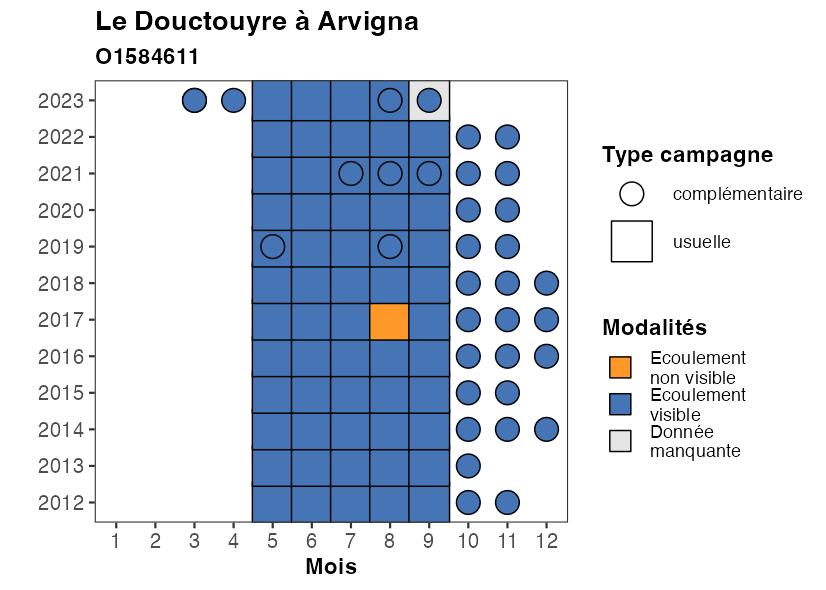 Le Douctouyre à Arvigna
O1584611
2023
2022
2021
2020
2019
2018
2017
2016
2015
2014
2013
2012
1 2 3 4 5 6 7 8 9 10 11 12
Mois
Type campagne
complémentaire
usuelle
Modalités
Ecoulement
non visible
Ecoulement
visible
Donnée
manquante